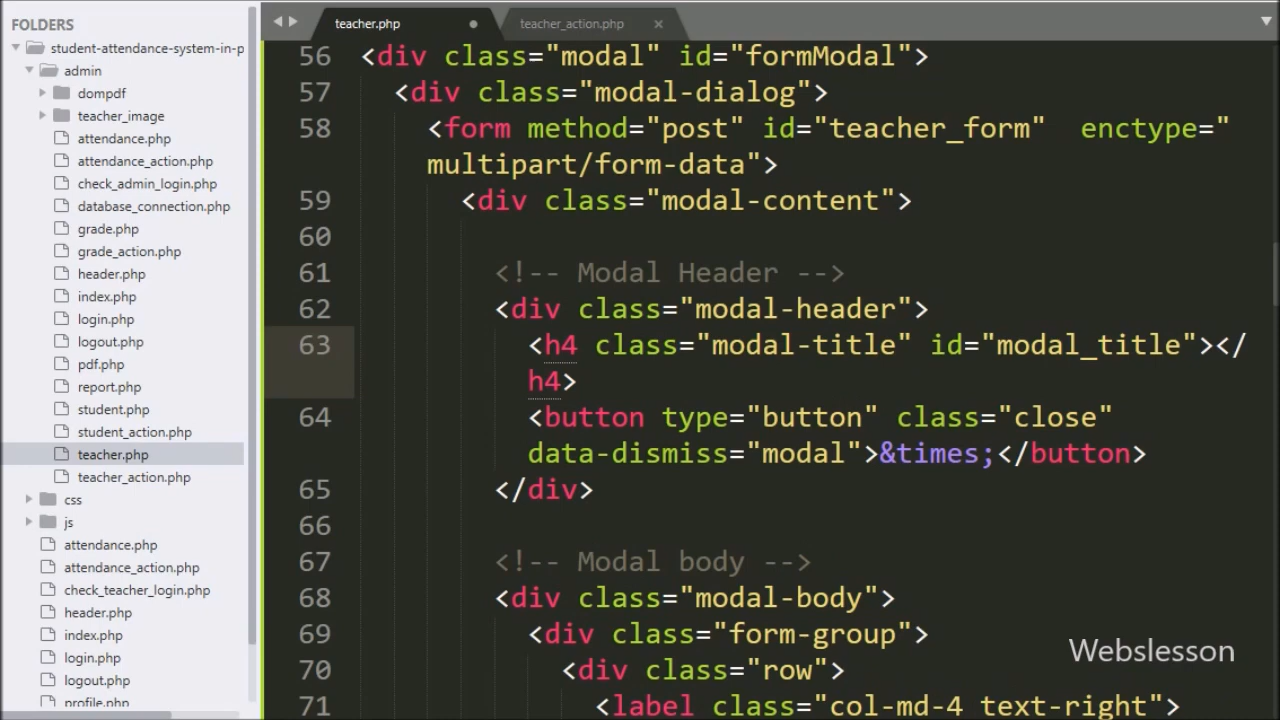 FOLDERS
student-attendance-system-in-p
admin
dompdf
teacher_image
attendance.php
attendance_action.php
check_admin_login.php
database_connection.php
grade.php
grade_action.php
header.php
index.php
login.php
logout.php
pdf.php
report.php
student.php
student_action.php
teacher.php
teacher_action.php
css
js
attendance.php
attendance_action.php
check_teacher_login.php
header.php
index.php
login.php
logout.php
profile.php
teacher.php
teacher_action.php
56 <div class="modal" id="formModal">
57 <div class="modal-dialog">
58 <form method="post" id="teacher_form"  enctype="
multipart/form-data">
59 <div class="modal-content">
60
61 <!-- Modal Header -->
62 <div class="modal-header">
63 <h4 class="modal-title" id="modal_title"></
h4>
64 <button type="button" class="close"
data-dismiss="modal">&times;</button>
65 </div>
66
67 <!-- Modal body -->
68 <div class="modal-body">
69 <div class="form-group">
70 <div class="row">
71 <label class="col-md-4 text-right">
Webslesson